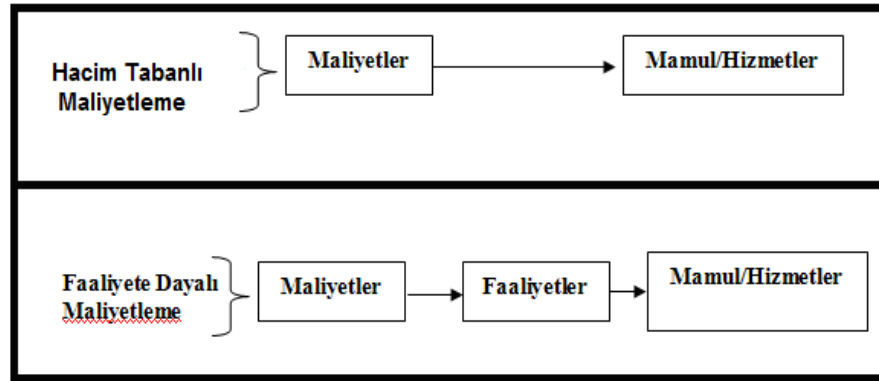 Hacim Tabanlı
Maliyetleme
Maliyetler
Mamul/Hizmetler
Faaliyete Dayalı
Maliyetleme
Maliyetler
Faaliyetler
Mamul/Hizmetler